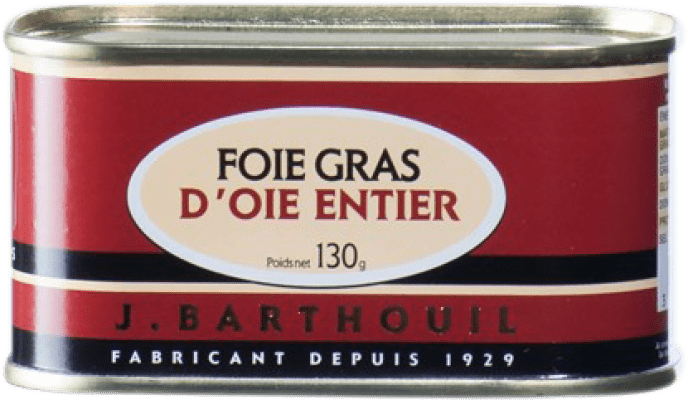 FOIE GRAS
D'OIE ENTIER
Poids net 130g
J. BARTHOUIL
FABRICANT DEPUIS 1929